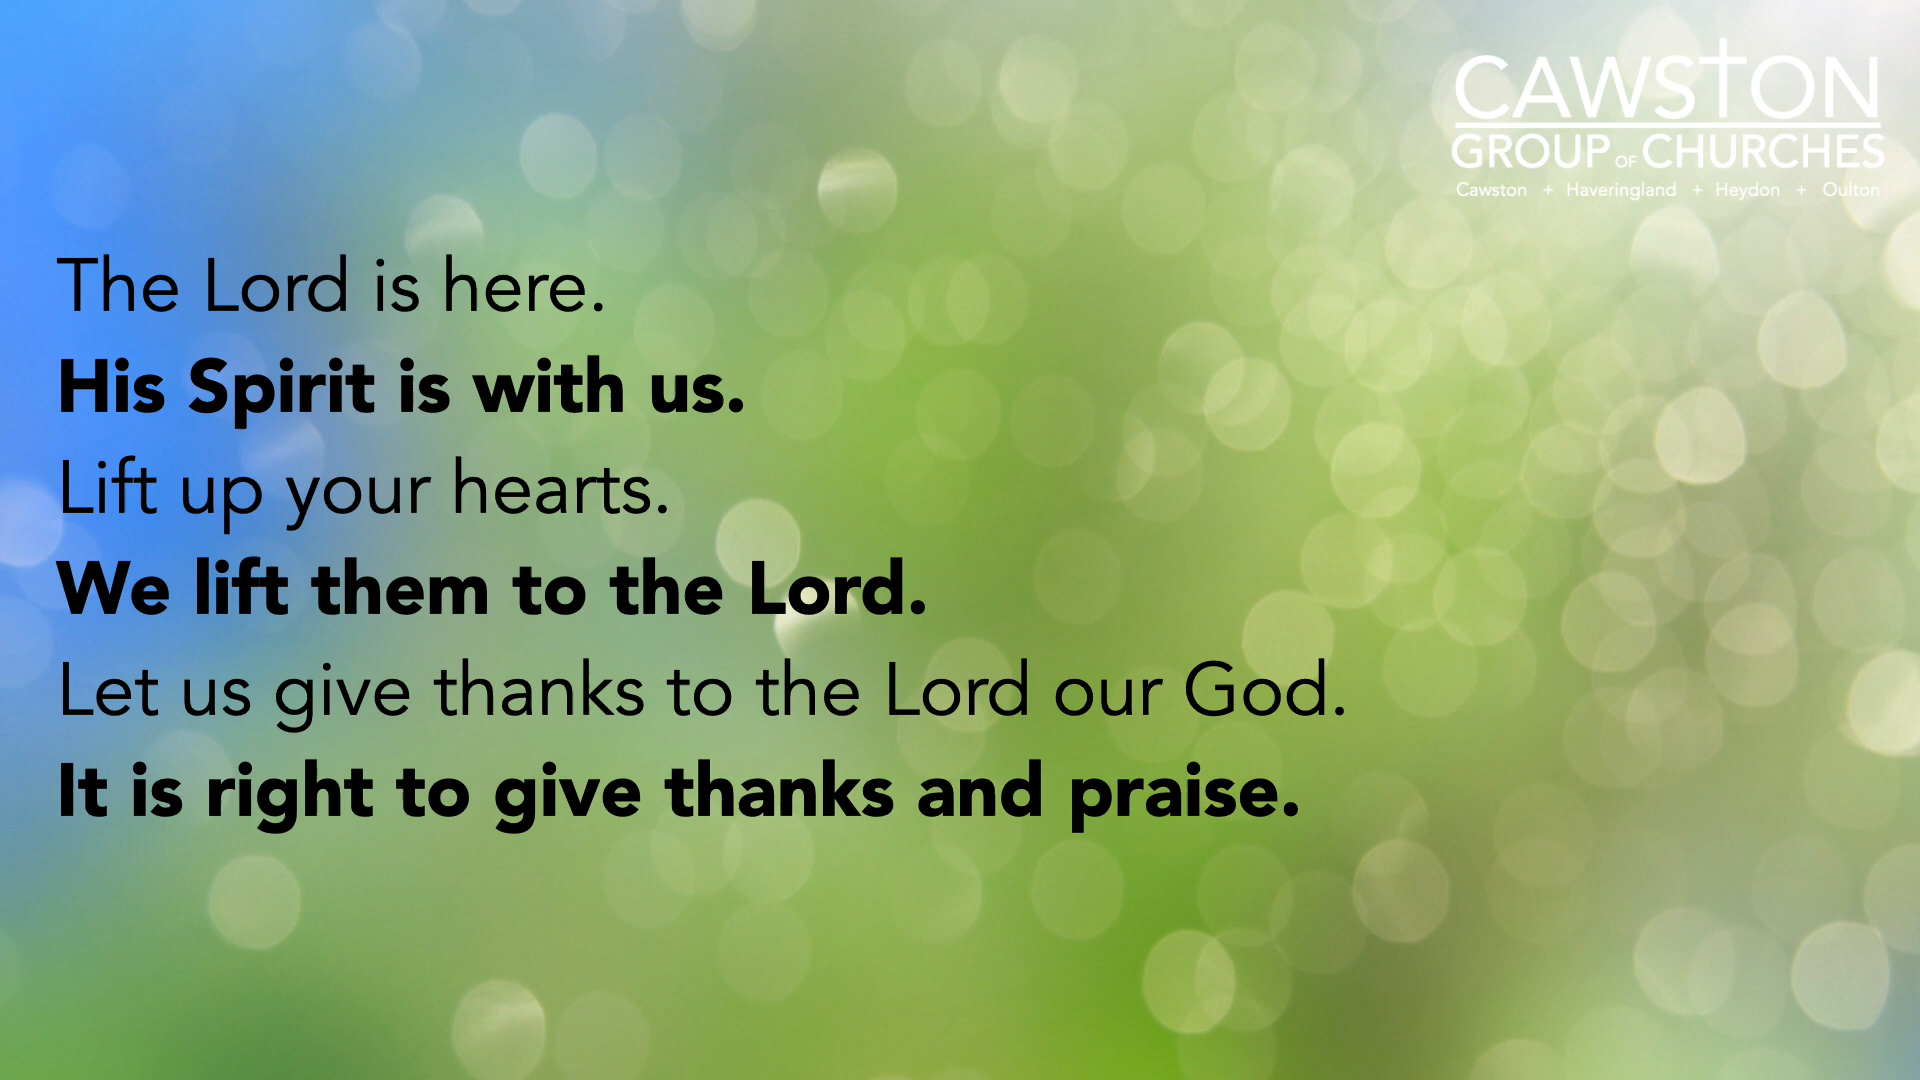 CAWSTON
GROUP OF CHURCHES
Cawston + Haveringland + Heydon + Oulton
The Lord is here.
His Spirit is with us.
Lift up your hearts.
We lift them to the Lord.
Let us give thanks to the Lord our God.
It is right to give thanks and praise.